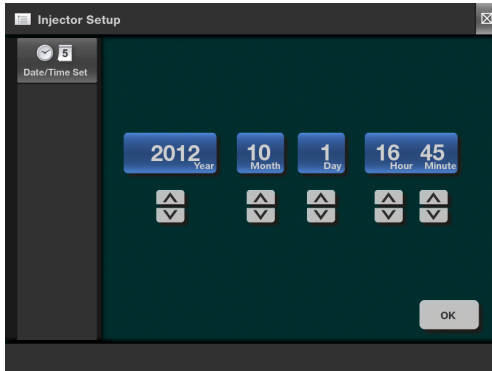 Injector Setup
5
Date/Time Set
2012 10 1 16 45
Year Month Day Hour Minute
OK